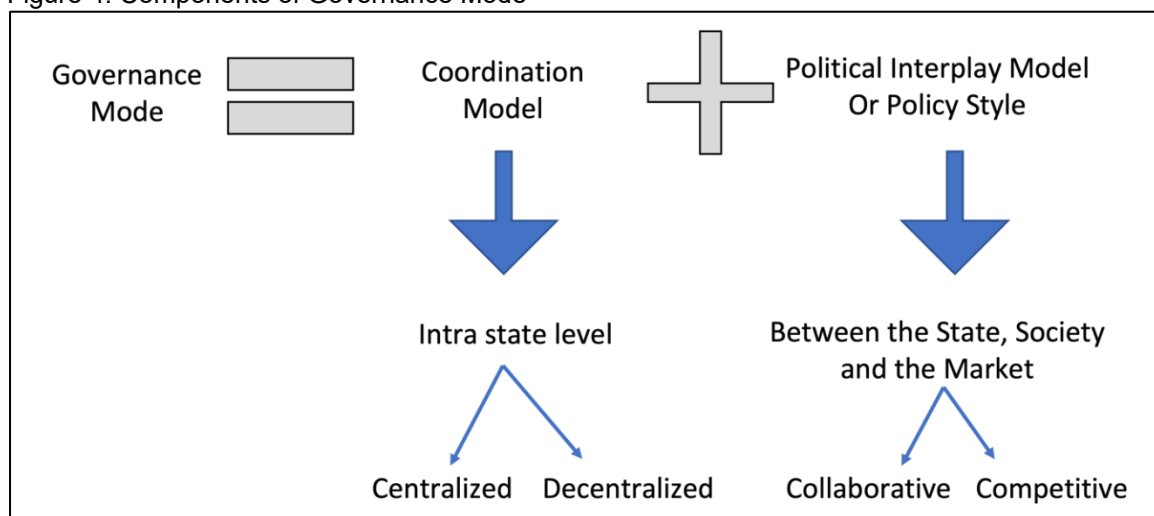 Governance
Mode
Coordination
Model
Political Interplay Model
Or Policy Style
Intra state level
Between the State, Society
and the Market
Centralized
Decentralized
Collaborative
Competitive